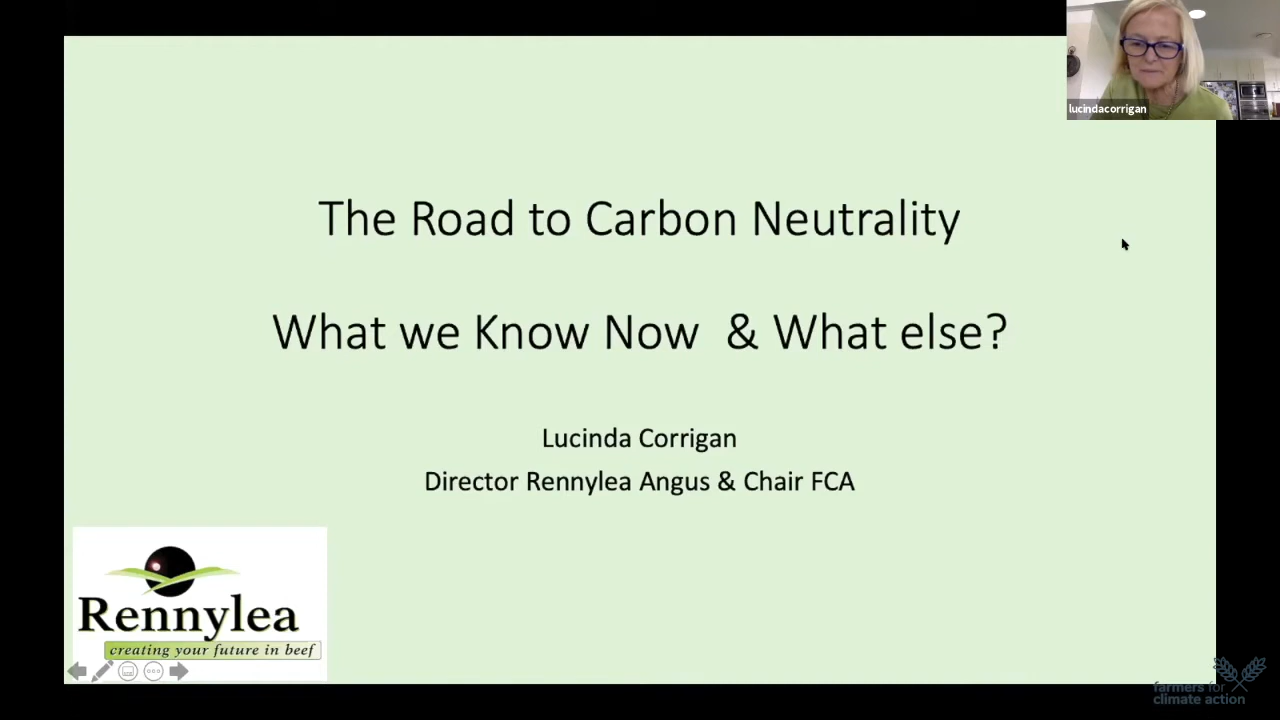 lucindacorrigan
The Road to Carbon Neutrality
What we Know Now & What else?
Lucinda Corrigan
Director Rennylea Angus & Chair FCA
Rennylea
creating your future in beef
farmers for
climate action